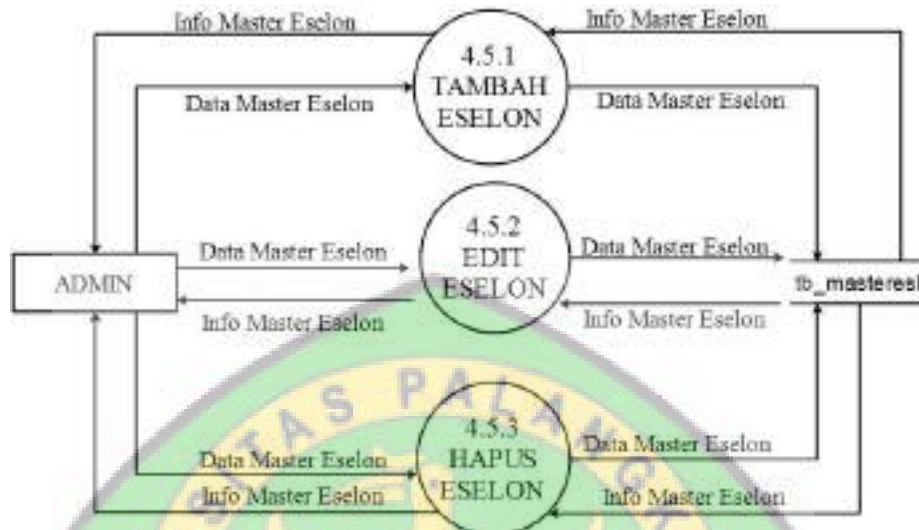 Info Master Eselon
Info Master Eselon
4.5.1
TAMBAH
ESELON
Data Master Eselon
Data Master Eselon
4.5.2
EDIT
ESELON
Data Master Eselon
Data Master Eselon
ADMIN
tb_masteresl
Info Master Eselon
Info Master Eselon
SITAS PALANGK
4.5.3
HAPUS
ESELON
Data Master Eselon
Data Master Eselon
Info Master Eselon
Info Master Eselon